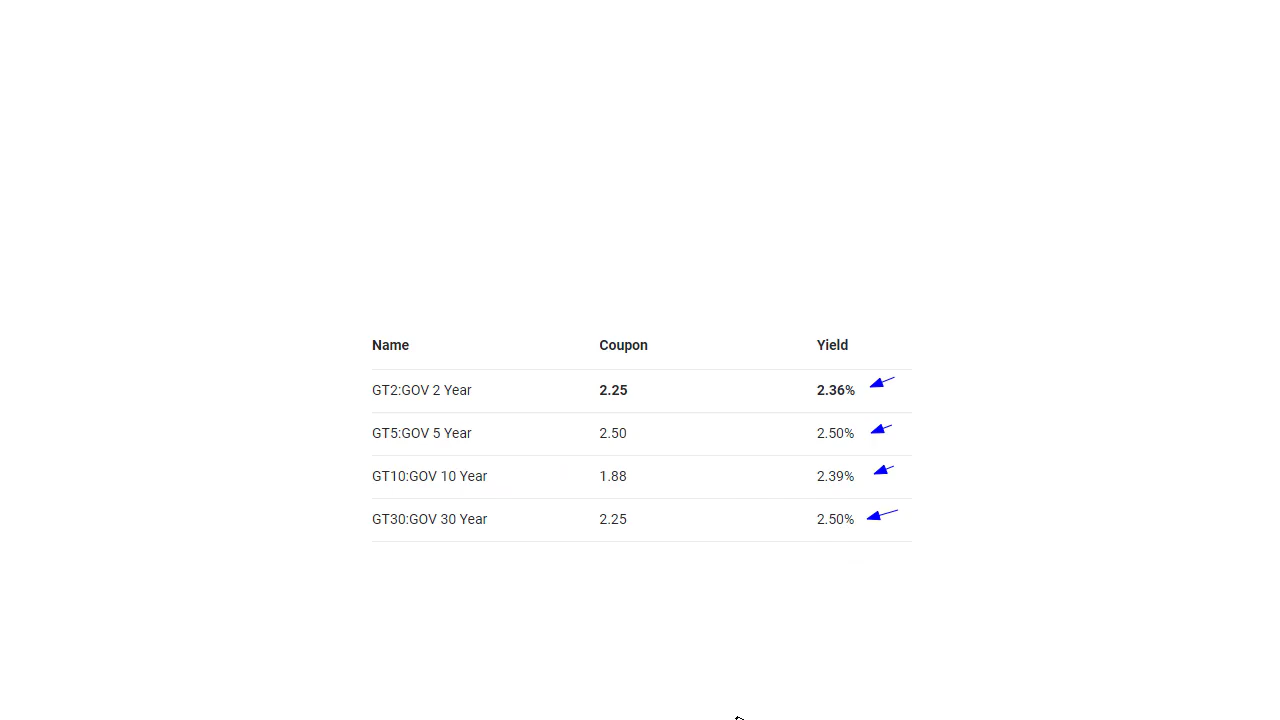 Name Coupon Yield
GT2:GOV 2 Year 2.25 2.36%
GT5:GOV 5 Year 2.50 2.50%
GT10:GOV 10 Year 1.88 2.39%
GT30:GOV 30 Year 2.25 2.50%